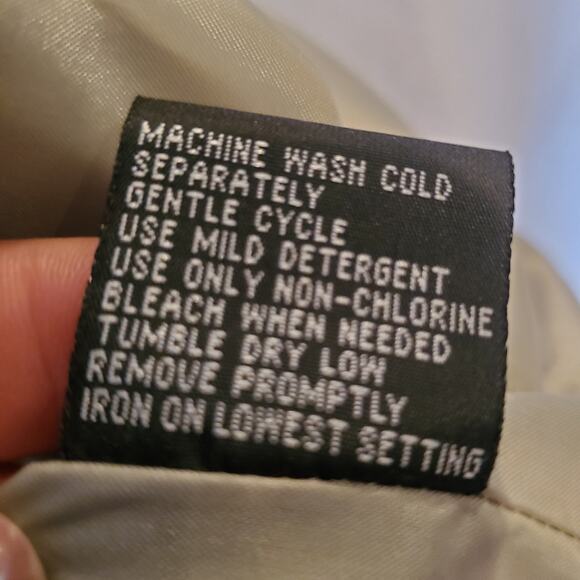 MACHINE WASH COLD
SEPARATELY
GENTLE CYCLE
USE MILD DETERGENT
USE ONLY NON-CHLORINE
BLEACH WHEN NEEDED
TUMBLE DRY LOW
REMOVE PROMPTLY
IRON ON LOWEST SETTING